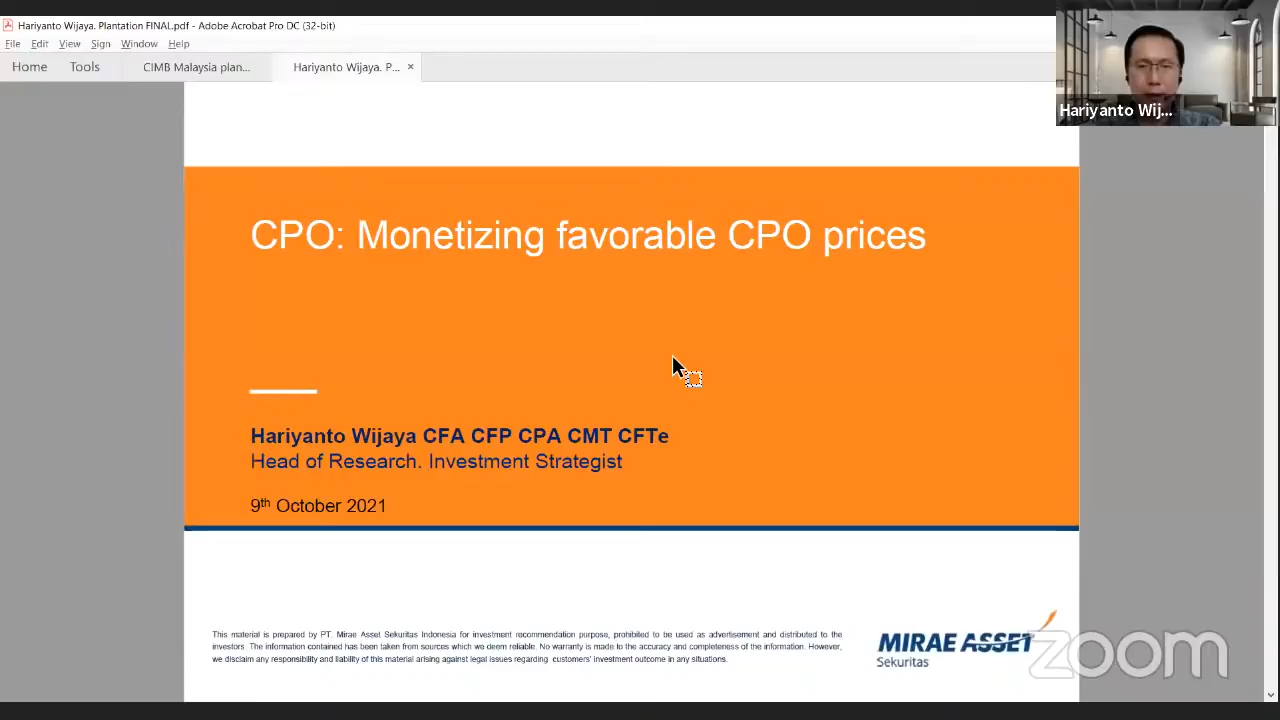 Hariyanto Wijaya. Plantation FINAL.pdf - Adobe Acrobat Pro DC (32-bit)
File Edit View Sign Window Help
Home Tools CIMB Malaysia plan... Hariyanto Wijaya. P... ×
Hariyanto Wij...
CPO: Monetizing favorable CPO prices
Hariyanto Wijaya CFA CFP CPA CMT CFTe
Head of Research. Investment Strategist
9th October 2021
This material is prepared by PT. Mirae Asset Sekuritas Indonesia for investment recommendation purpose, prohibited to be used as advertisement and distributed to the
investors. The information contained has been taken from sources which we deem reliable. No warranty is made to the accuracy and completeness of the information. However,
we disclaim any responsibility and liability of this material arising against legal issues regarding customers' investment outcome in any situations.
MIRAE ASSET
Sekuritas
zoom